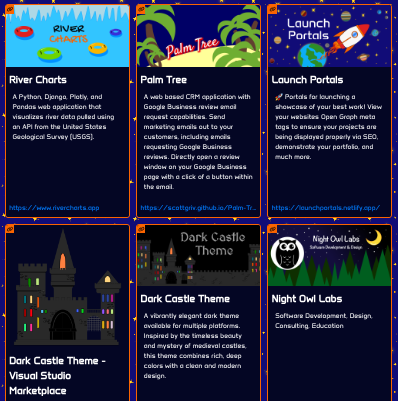 RIVER
CHARTS
River Charts
A Python, Django, Plotly, and
Pandas web application that
visualizes river data pulled using
an API from the United States
Geological Survey (USGS).
https://www.rivercharts.app
Palm Tree
Palm Tree
A web based CRM application with
Google Business review email
request capabilities. Send
marketing emails out to your
customers, including emails
requesting Google Business
reviews. Directly open a review
window on your Google Business
page with a click of a button within
the email.
https://scottgriv.github.io/Palm-Tr...
Launch
Portals
Launch Portals
🚀 Portals for launching a
showcase of your best work! View
your websites Open Graph meta
tags to ensure your projects are
being displayed properly via SEO,
demonstrate your portfolio, and
much more.
https://launchportals.netlify.app/
Dark Castle Theme -
Visual Studio
Marketplace
Dark Castle
Theme
Dark Castle Theme
A vibrantly elegant dark theme
available for multiple platforms.
Inspired by the timeless beauty
and mystery of medieval castles,
this theme combines rich, deep
colors with a clean and modern
design.
Night Owl Labs
Software Development & Design
Night Owl Labs
Software Development, Design,
Consulting, Education